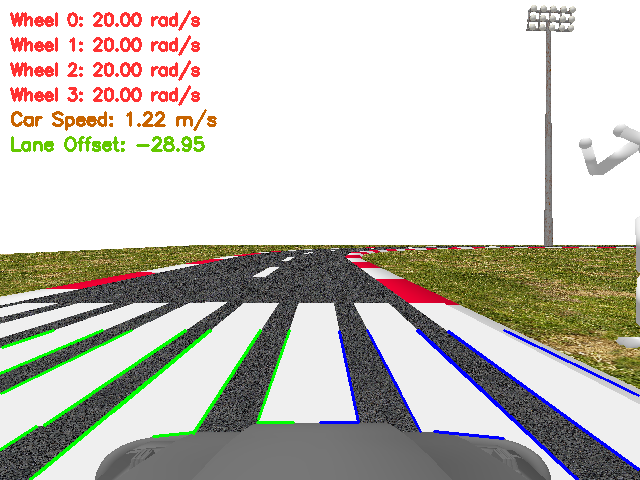 Wheel 0: 20.00 rad/s
Wheel 1: 20.00 rad/s
Wheel 2: 20.00 rad/s
Wheel 3: 20.00 rad/s
Car Speed: 1.22 m/s
Lane Offset: -28.95